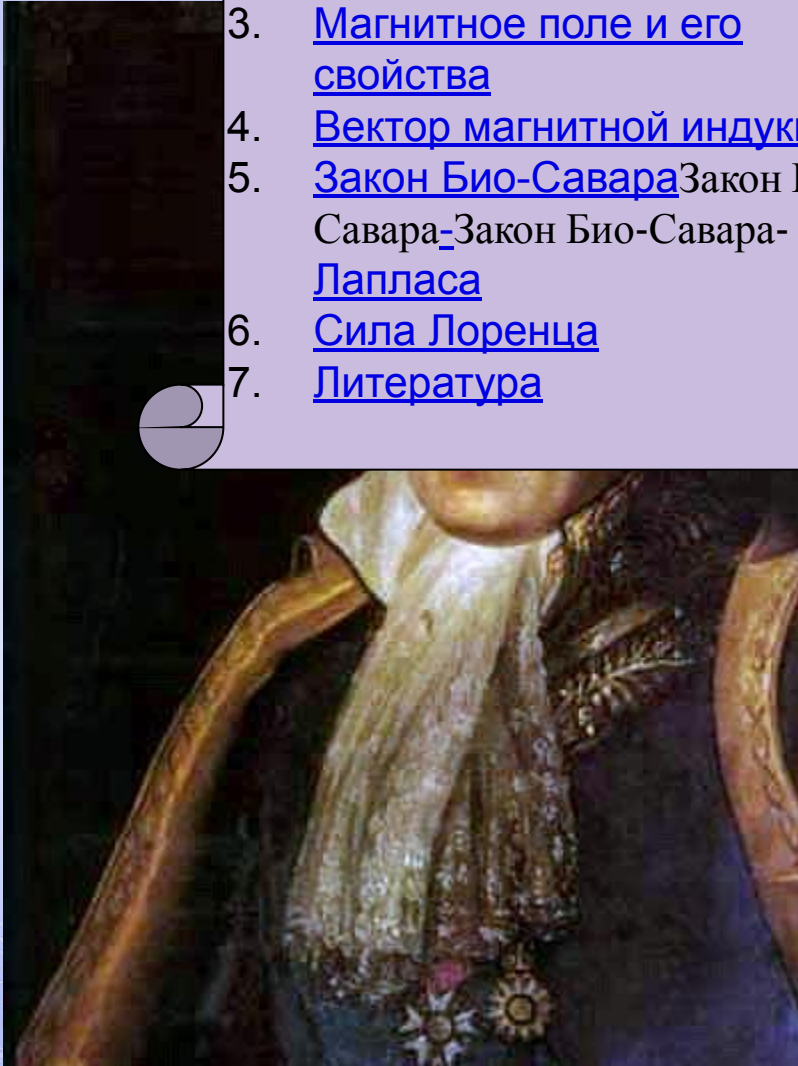 3. Магнитное поле и его
свойства
4. Вектор магнитной
5. Закон Био-СавараЗакон
Савара-Закон Био-Савара-
Лапласа
6. Сила Лоренца
7. Литература